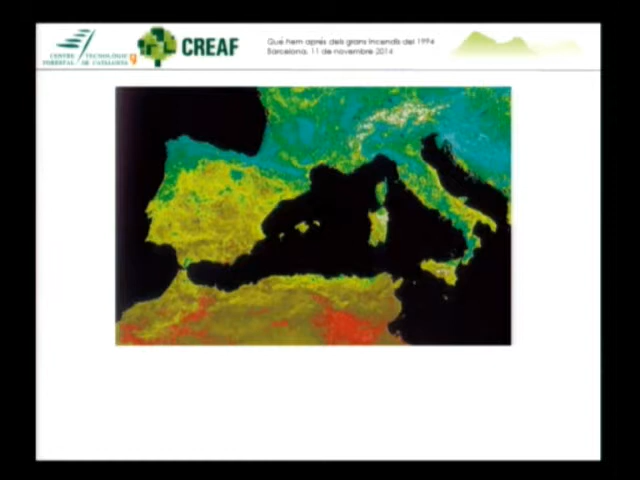 CENTRE TECNOLÒGIC
FORESTAL DE CATALUNYA
CREAF
Què hem après dels grans incendis del 1994
Barcelona, 11 de novembre 2014